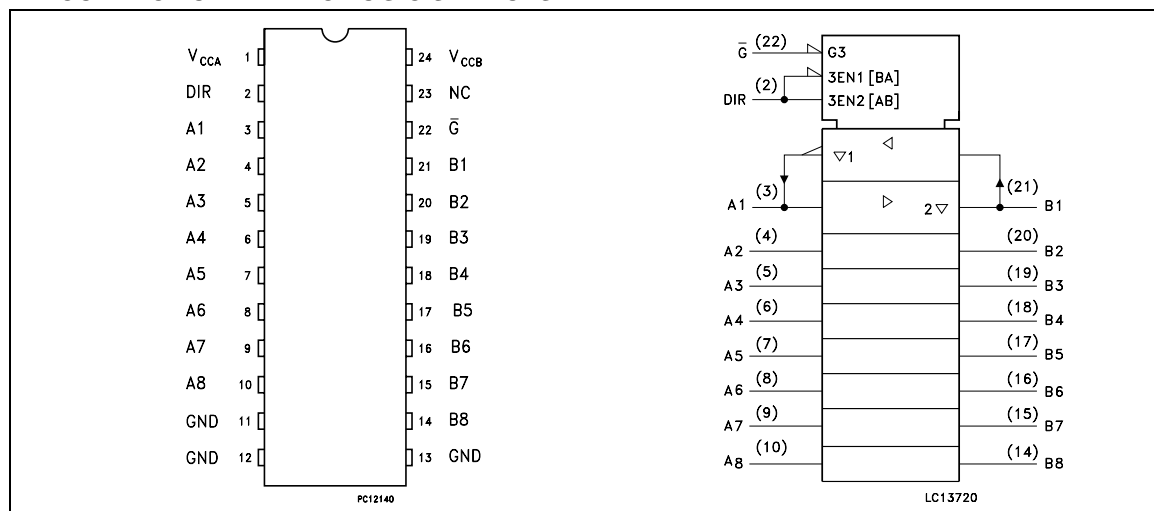 V_CCA 1 24 V_CCB
DIR 2 23 NC
A1 3 22 G̅
A2 4 21 B1
A3 5 20 B2
A4 6 19 B3
A5 7 18 B4
A6 8 17 B5
A7 9 16 B6
A8 10 15 B7
GND 11 14 B8
GND 12 13 GND
PC12140
G̅ (22) G3
3EN1 [BA]
DIR (2) 3EN2 [AB]
1
A1 (3) 2 (21) B1
A2 (4) (20) B2
A3 (5) (19) B3
A4 (6) (18) B4
A5 (7) (17) B5
A6 (8) (16) B6
A7 (9) (15) B7
A8 (10) (14) B8
LC13720